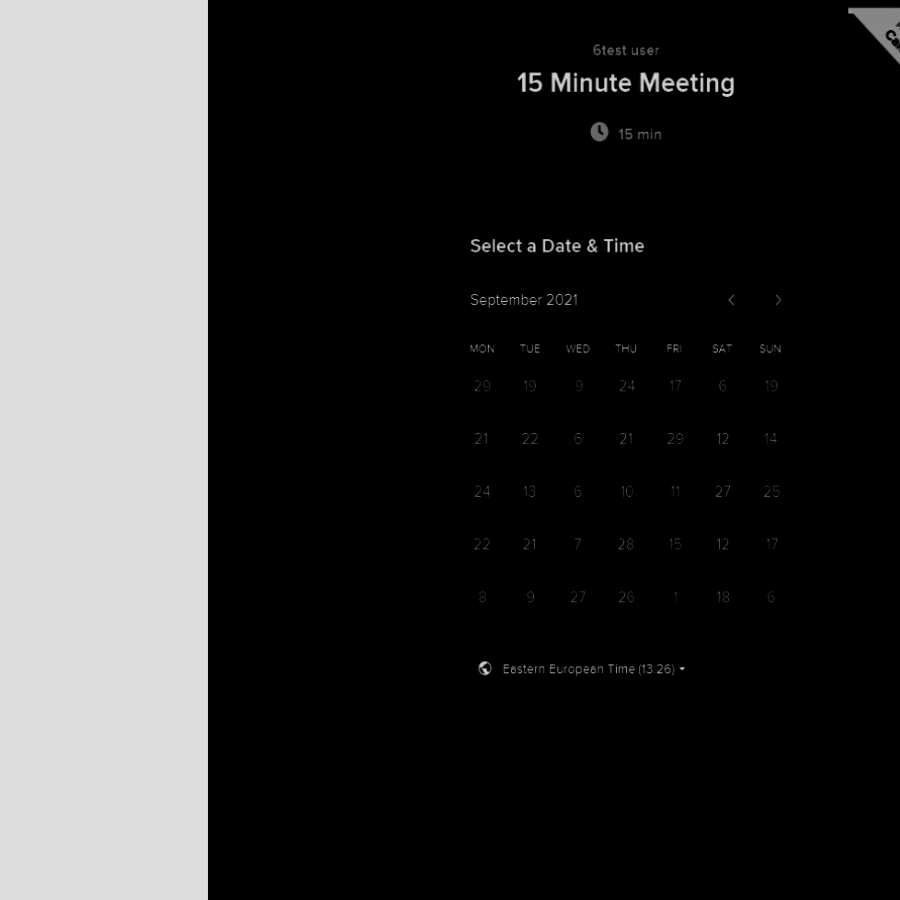 6test user
15 Minute Meeting
15 min
Select a Date & Time
September 2021
MON TUE WED THU FRI SAT SUN
29 19 9 24 17 6 19
21 22 6 21 29 12 14
24 13 6 10 11 27 25
22 21 7 28 15 12 17
8 9 27 26 1 18 6
Eastern European Time (13:26)